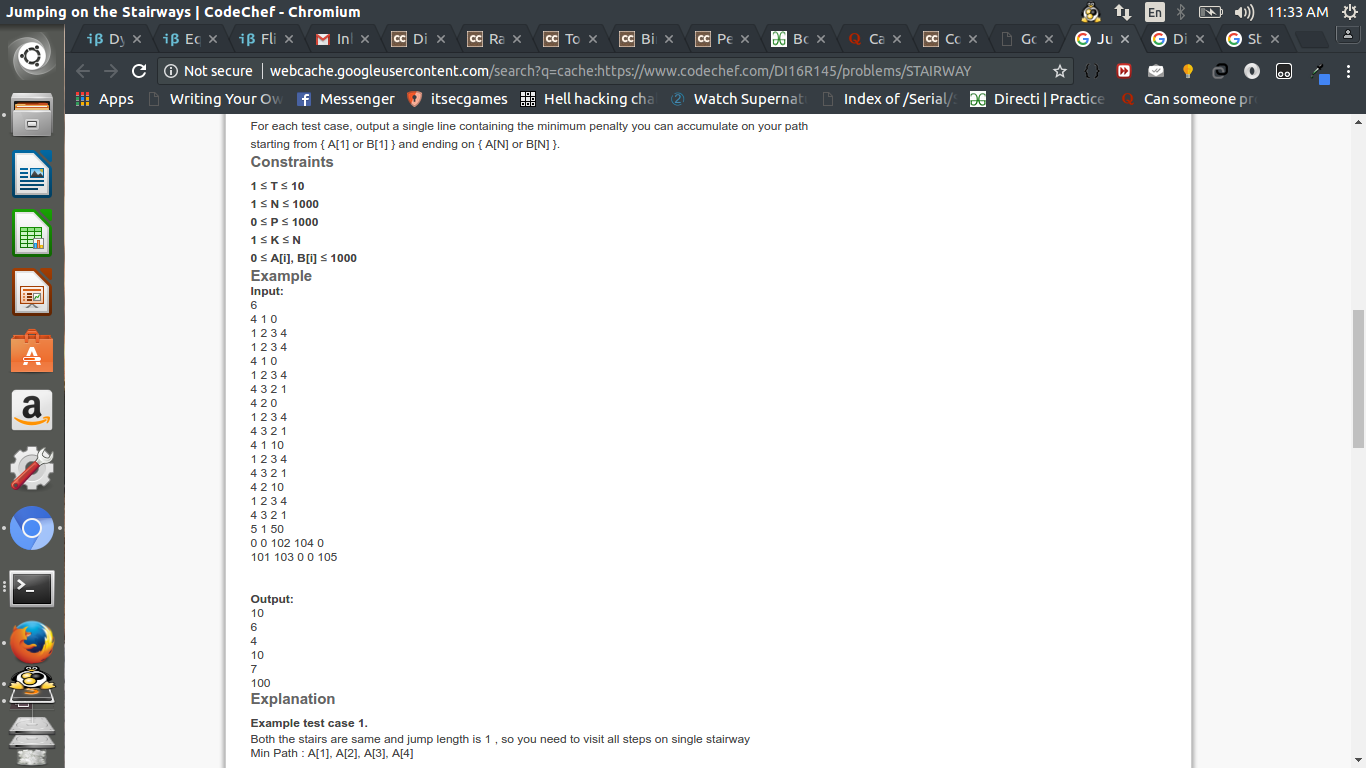 Jumping on the Stairways | CodeChef - Chromium
En
11:33 AM
iβ Dy
iβ Eq
iβ Fli
In
CC Di
CC Ra
CC To
CC Bi
CC Pe
Bc
Q Ca
CC Cc
Gc
G Ju
G Di
G St
Not secure | webcache.googleusercontent.com/search?q=cache:https://www.codechef.com/DI16R145/problems/STAIRWAY
Apps
Writing Your Ow
Messenger
itsecgames
Hell hacking cha
Watch Supernat
Index of /Serial/
Directi | Practice
Can someone pr
For each test case, output a single line containing the minimum penalty you can accumulate on your path
starting from { A[1] or B[1] } and ending on { A[N] or B[N] }.
Constraints
1 ≤ T ≤ 10
1 ≤ N ≤ 1000
0 ≤ P ≤ 1000
1 ≤ K ≤ N
0 ≤ A[i], B[i] ≤ 1000
Example
Input:
6
4 1 0
1 2 3 4
1 2 3 4
4 1 0
1 2 3 4
4 3 2 1
4 2 0
1 2 3 4
4 3 2 1
4 1 10
1 2 3 4
4 3 2 1
4 2 10
1 2 3 4
4 3 2 1
5 1 50
0 0 102 104 0
101 103 0 0 105
Output:
10
6
4
10
7
100
Explanation
Example test case 1.
Both the stairs are same and jump length is 1 , so you need to visit all steps on single stairway
Min Path : A[1], A[2], A[3], A[4]